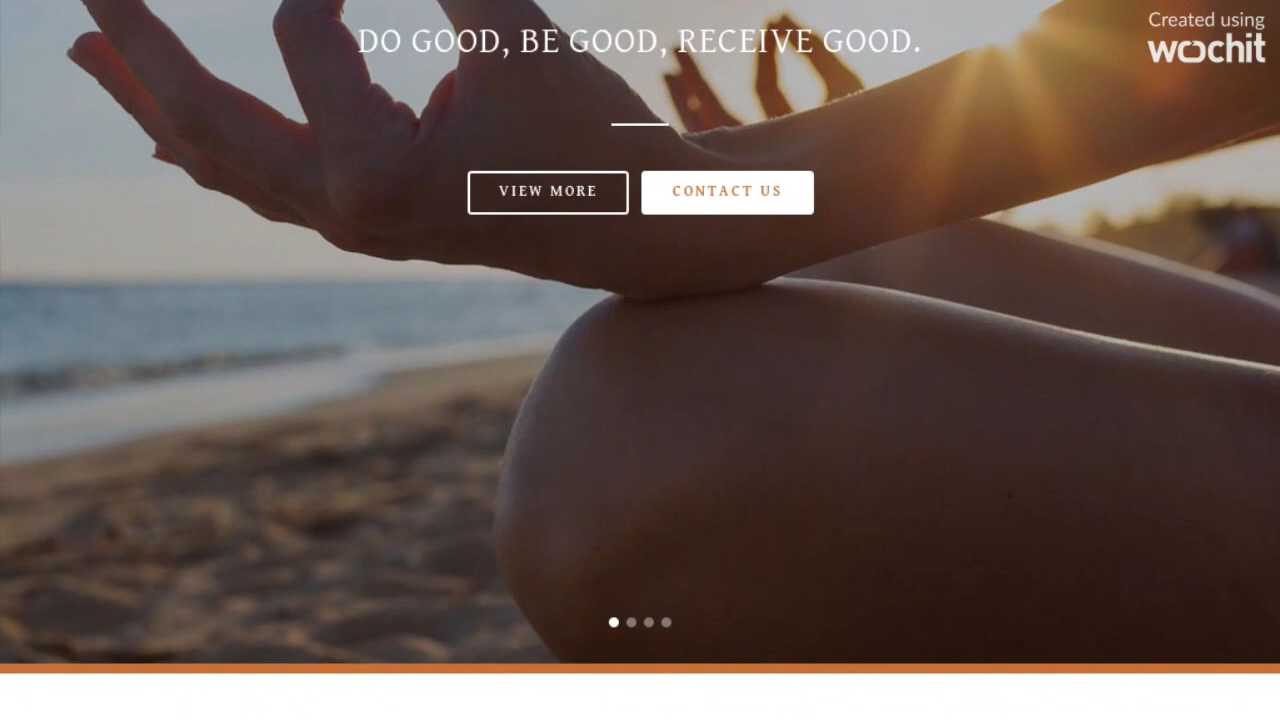 Created using
wochit
DO GOOD, BE GOOD, RECEIVE GOOD.
VIEW MORE
CONTACT US